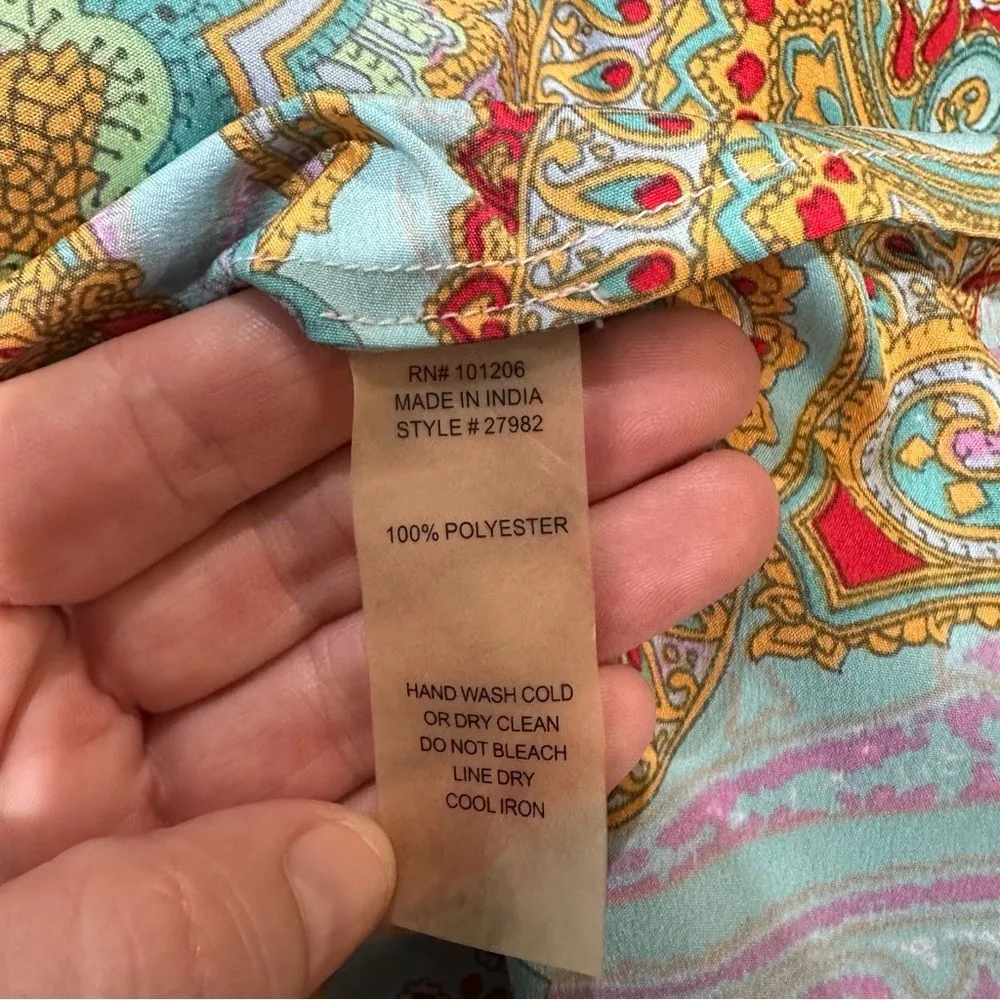 RN# 101206
MADE IN INDIA
STYLE # 27982
100% POLYESTER
HAND WASH COLD
OR DRY CLEAN
DO NOT BLEACH
LINE DRY
COOL IRON